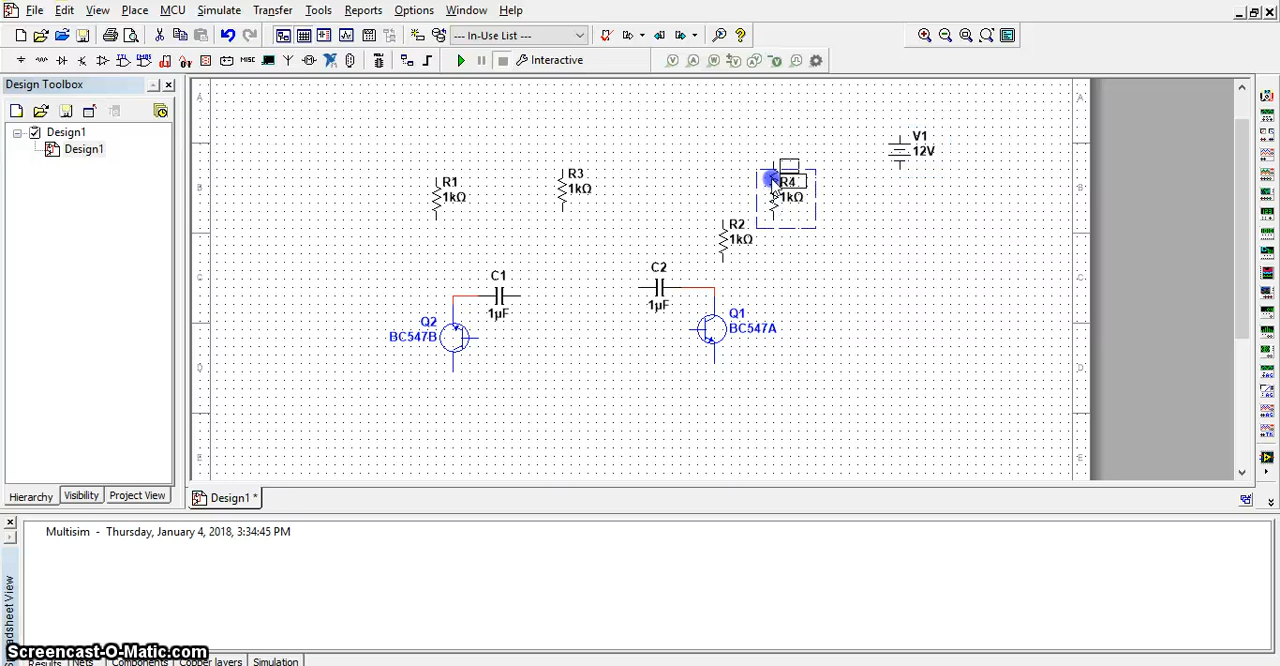 File Edit View Place MCU Simulate Transfer Tools Reports Options Window Help
--- In-Use List ---
Interactive
Design Toolbox
Design1
Design1
A
A
V1
12V
R1
1kΩ
R3
1kΩ
R4
1kΩ
B
B
R2
1kΩ
C1
1µF
C2
1µF
C
C
Q2
BC547B
Q1
BC547A
D
D
E
E
Hierarchy Visibility Project View
Design1 *
Multisim - Thursday, January 4, 2018, 3:34:45 PM
Spreadsheet View
Results Nets Components Copper layers Simulation
Screencast-O-Matic.com